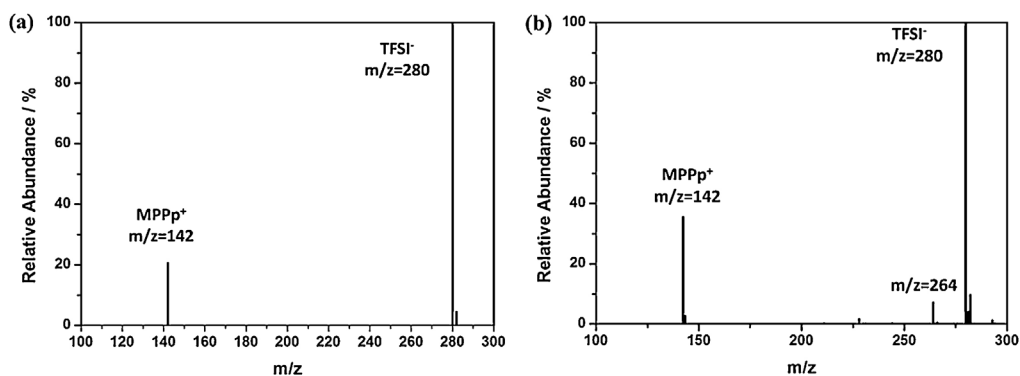 (a)
Relative Abundance / %
100
80
60
40
20
0
TFSI-
m/z=280
MPPp+
m/z=142
100 120 140 160 180 200 220 240 260 280 300
m/z
(b)
Relative Abundance / %
100
80
60
40
20
0
TFSI-
m/z=280
MPPp+
m/z=142
m/z=264
100 150 200 250 300
m/z